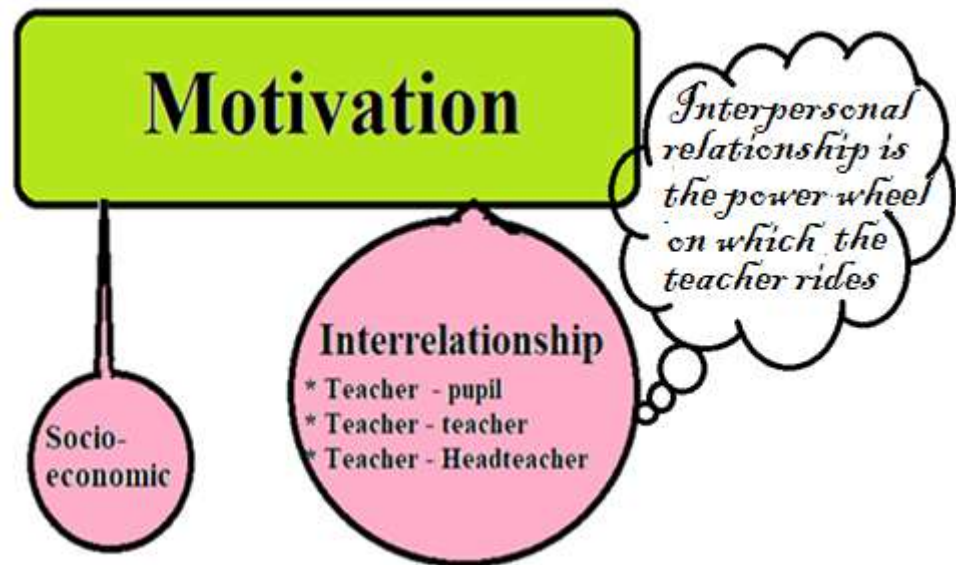 Motivation
Interpersonal
relationship is
the power wheel
on which the
teacher rides
Interrelationship
* Teacher - pupil
* Teacher - teacher
* Teacher - Headteacher
Socio-
economic